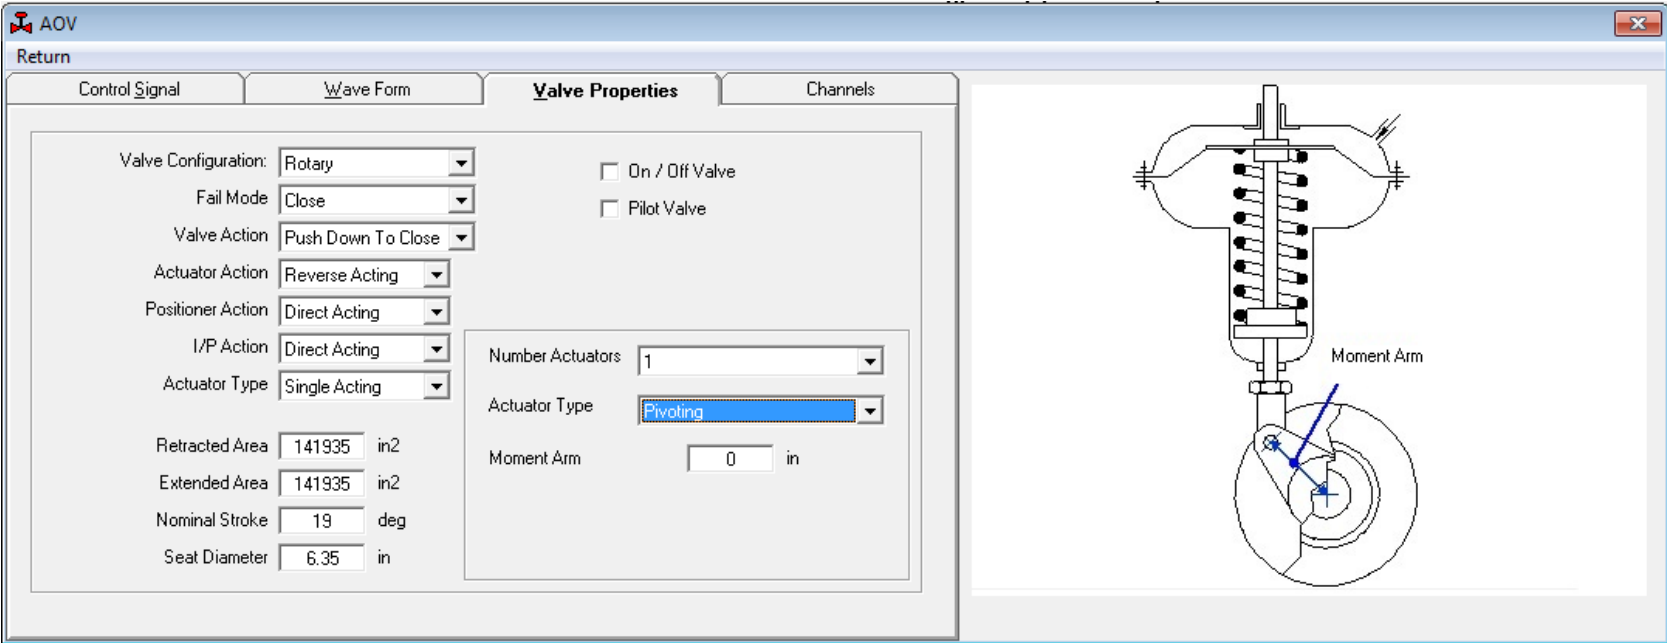 AOV
Return
Control Signal
Wave Form
Valve Properties
Channels
Valve Configuration: Rotary
Fail Mode Close
Valve Action Push Down To Close
Actuator Action Reverse Acting
Positioner Action Direct Acting
I/P Action Direct Acting
Actuator Type Single Acting
Retracted Area 141935 in2
Extended Area 141935 in2
Nominal Stroke 19 deg
Seat Diameter 6.35 in
On / Off Valve
Pilot Valve
Number Actuators 1
Actuator Type Pivoting
Moment Arm 0 in
Moment Arm